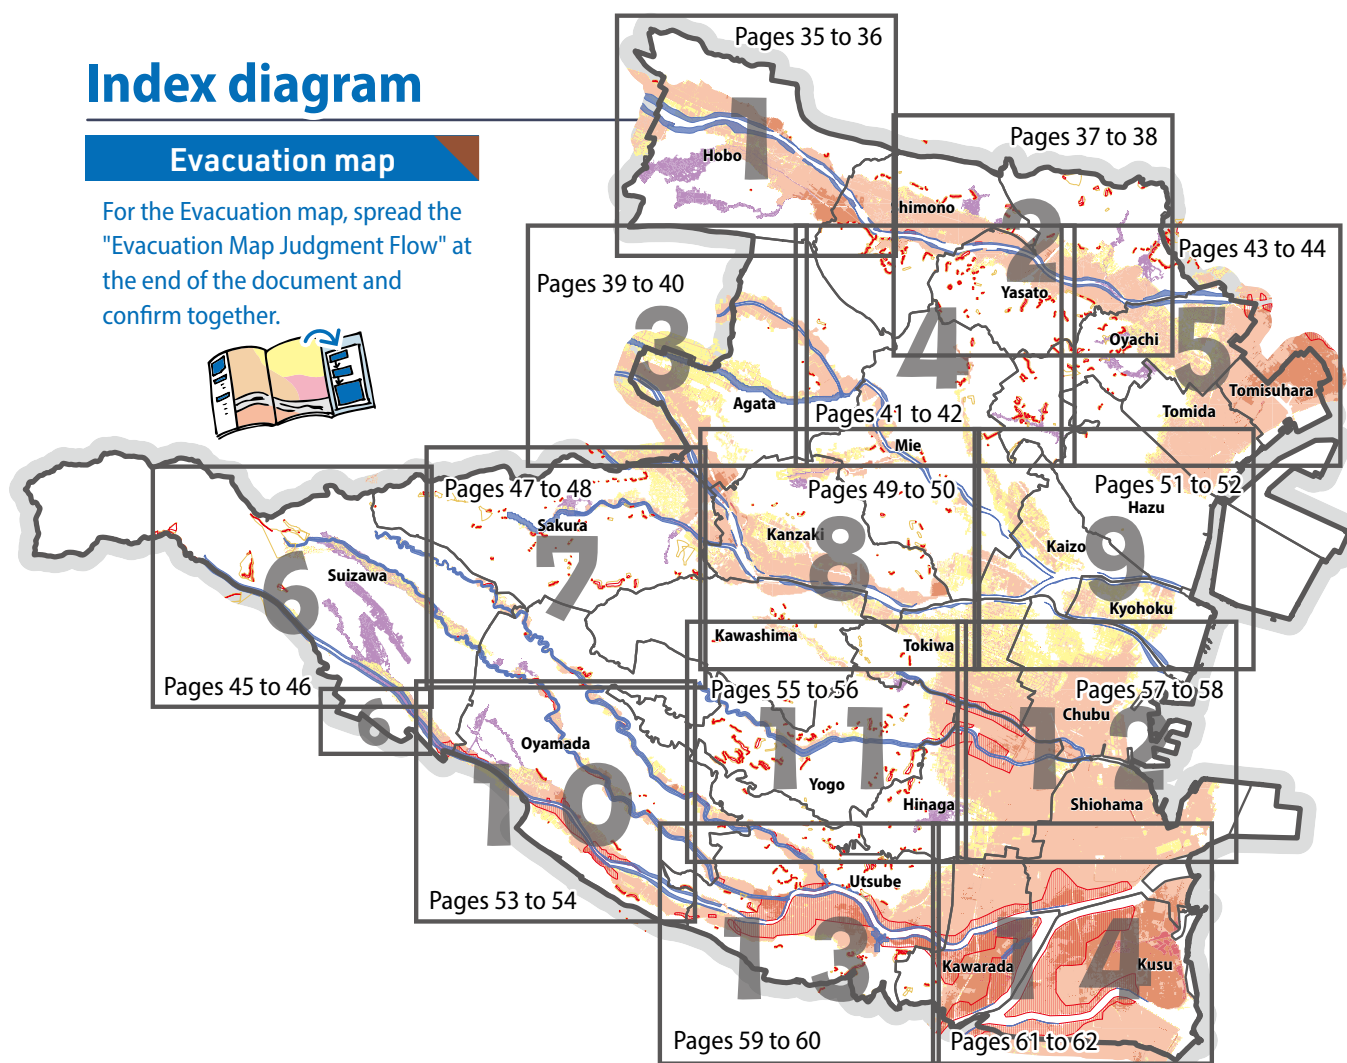 Index diagram
Evacuation map
For the Evacuation map, spread the
"Evacuation Map Judgment Flow" at
the end of the document and
confirm together.
Pages 35 to 36
1
Hobo
Pages 37 to 38
himono
2
Yasato
Pages 39 to 40
3
Agata
Pages 41 to 42
4
Mie
Pages 43 to 44
Oyachi
5
Tomida
Tomisuhara
Pages 45 to 46
6
Suizawa
6
Pages 47 to 48
Sakura
7
Pages 49 to 50
Kanzaki
8
Kawashima
Tokiwa
Pages 51 to 52
Hazu
Kaizo
9
Kyohoku
Pages 53 to 54
Oyamada
10
Pages 55 to 56
11
Yogo
Hinaga
Pages 57 to 58
Chubu
12
Shiohama
Utsube
13
Pages 59 to 60
Kawarada
14
Kusu
Pages 61 to 62